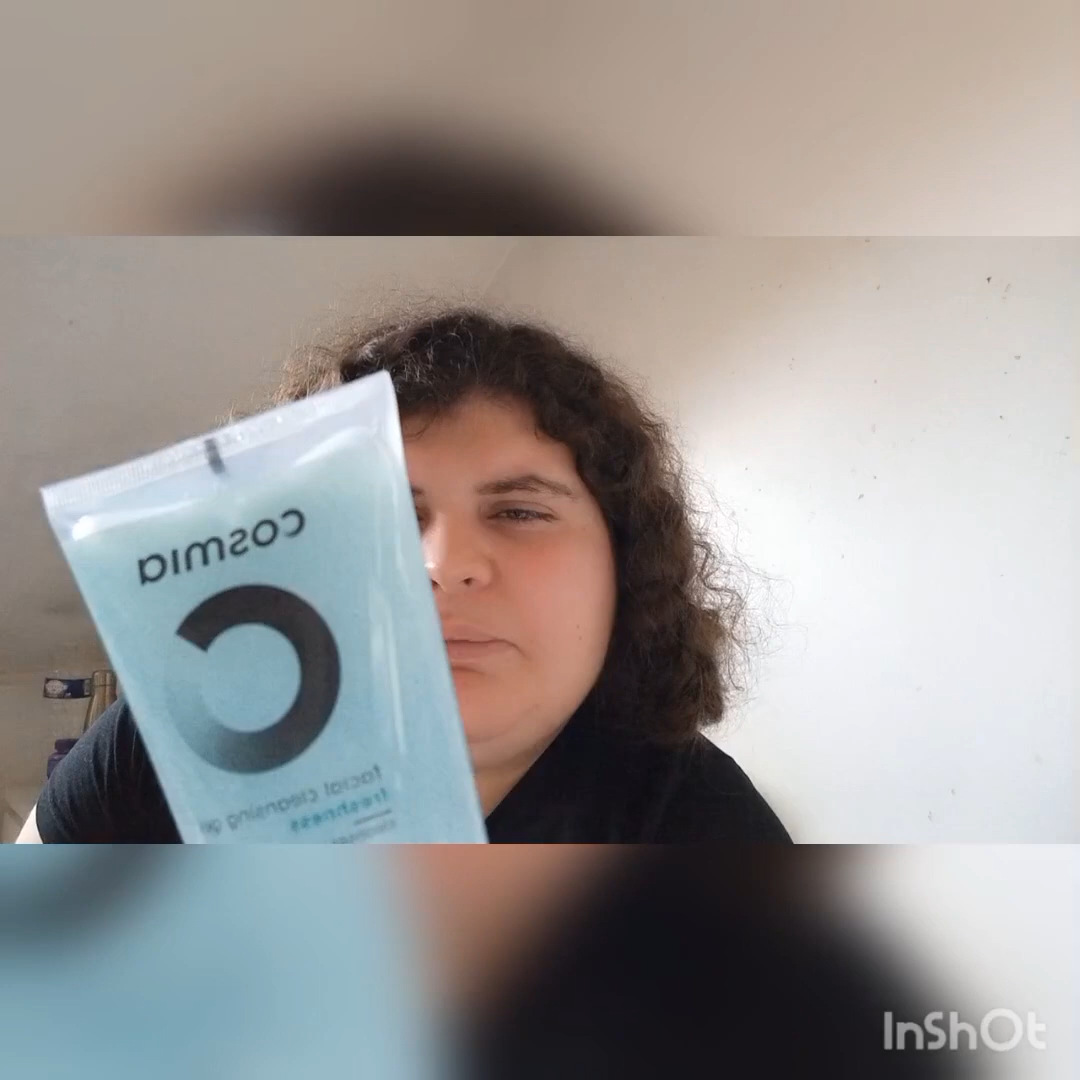 cosmia
C
facial cleansing gel
freshness
InShOt